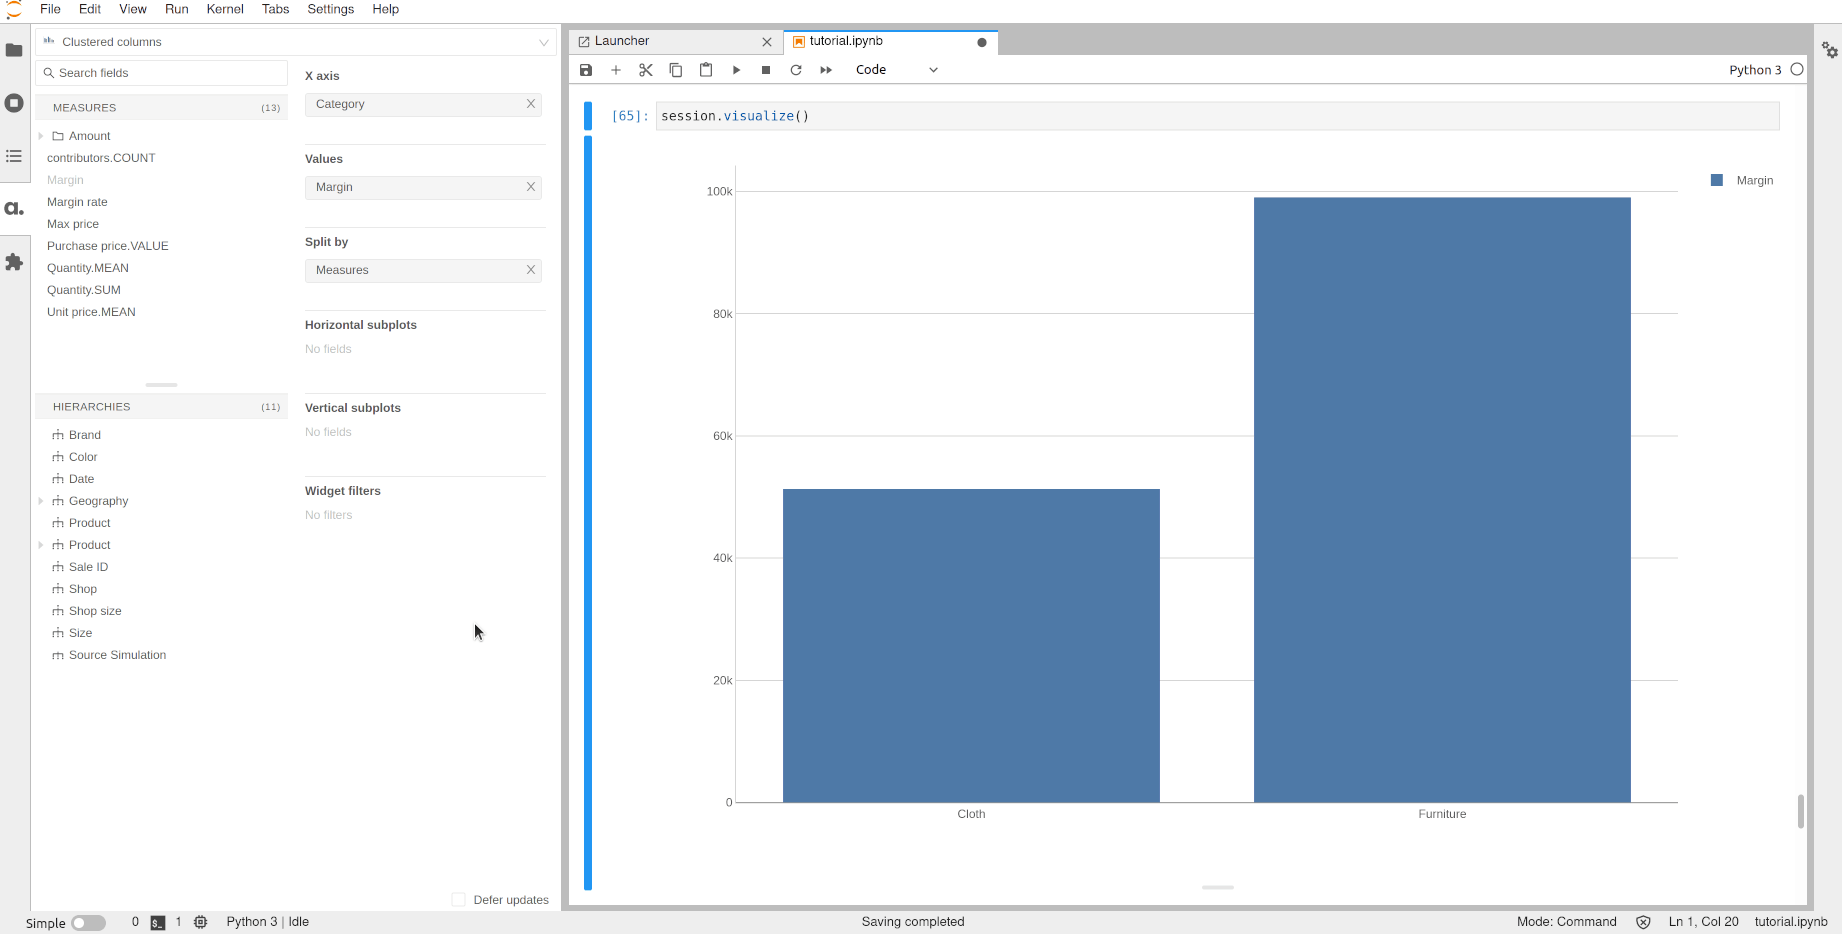 File Edit View Run Kernel Tabs Settings Help
Clustered columns
Search fields
MEASURES (13)
Amount
contributors.COUNT
Margin
Margin rate
Max price
Purchase price.VALUE
Quantity.MEAN
Quantity.SUM
Unit price.MEAN
HIERARCHIES (11)
Brand
Color
Date
Geography
Product
Product
Sale ID
Shop
Shop size
Size
Source Simulation
X axis
Category
Values
Margin
Split by
Measures
Horizontal subplots
No fields
Vertical subplots
No fields
Widget filters
No filters
Defer updates
Launcher
tutorial.ipynb
Code
Python 3
[65]: session.visualize()
100k
80k
60k
40k
20k
0
Cloth
Furniture
Margin
a.
Simple 0 $_ 1 Python 3 | Idle
Saving completed
Mode: Command Ln 1, Col 20 tutorial.ipynb